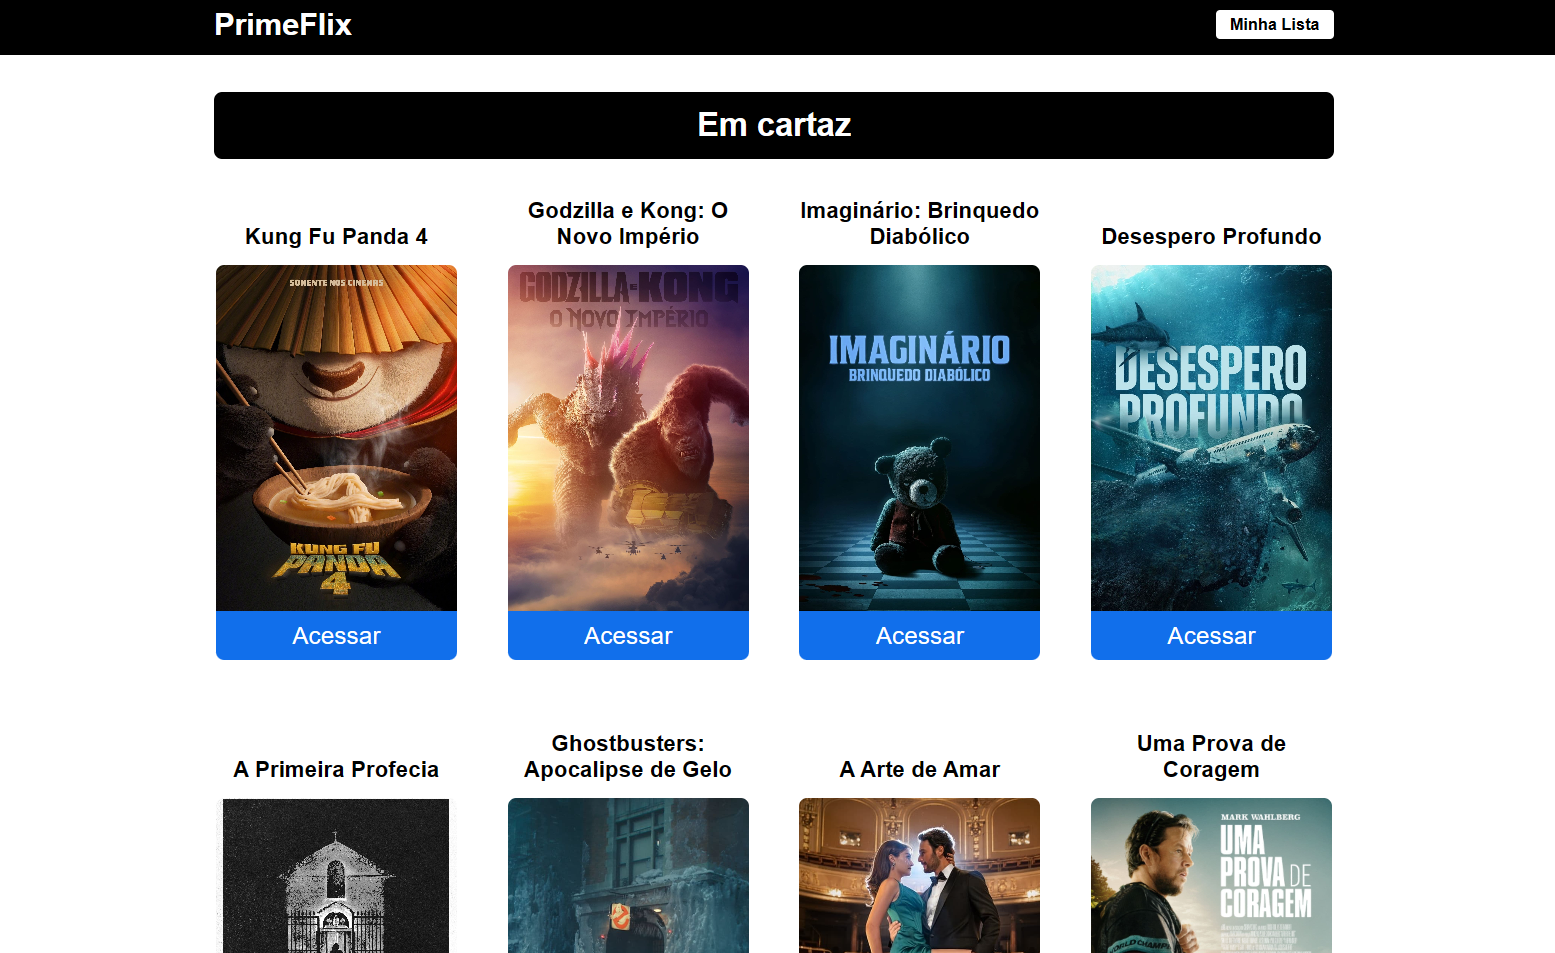 PrimeFlix
Minha Lista
Em cartaz
Kung Fu Panda 4
Godzilla e Kong: O
Novo Império
Imaginário: Brinquedo
Diabólico
Desespero Profundo
SOMENTE NOS CINEMAS
KUNG FU
PANDA
4
GODZILLA E KONG
O NOVO IMPÉRIO
IMAGINÁRIO
BRINQUEDO DIABÓLICO
DESESPERO
PROFUNDO
Acessar
Acessar
Acessar
Acessar
A Primeira Profecia
Ghostbusters:
Apocalipse de Gelo
A Arte de Amar
Uma Prova de
Coragem
MARK WAHLBERG
UMA
PROVA DE
CORAGEM
WORLD CHAMP